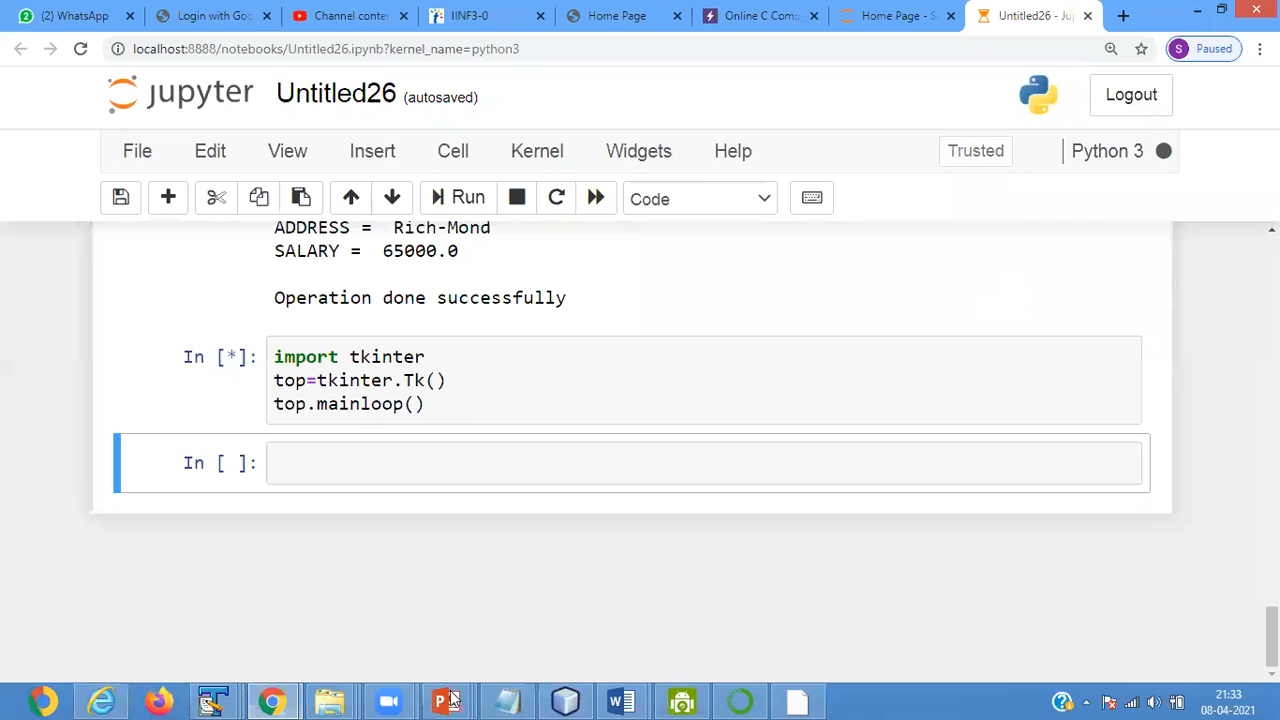 (2) WhatsApp
Login with Goo
Channel conter
IINF3-0
Home Page
Online C Comp
Home Page - S
Untitled26 - Ju
localhost:8888/notebooks/Untitled26.ipynb?kernel_name=python3
S Paused
jupyter Untitled26 (autosaved)
Logout
File Edit View Insert Cell Kernel Widgets Help
Trusted
Python 3
Run
Code
ADDRESS = Rich-Mond
SALARY = 65000.0
Operation done successfully
In [*]:
import tkinter
top=tkinter.Tk()
top.mainloop()
In [ ]:
21:33
08-04-2021